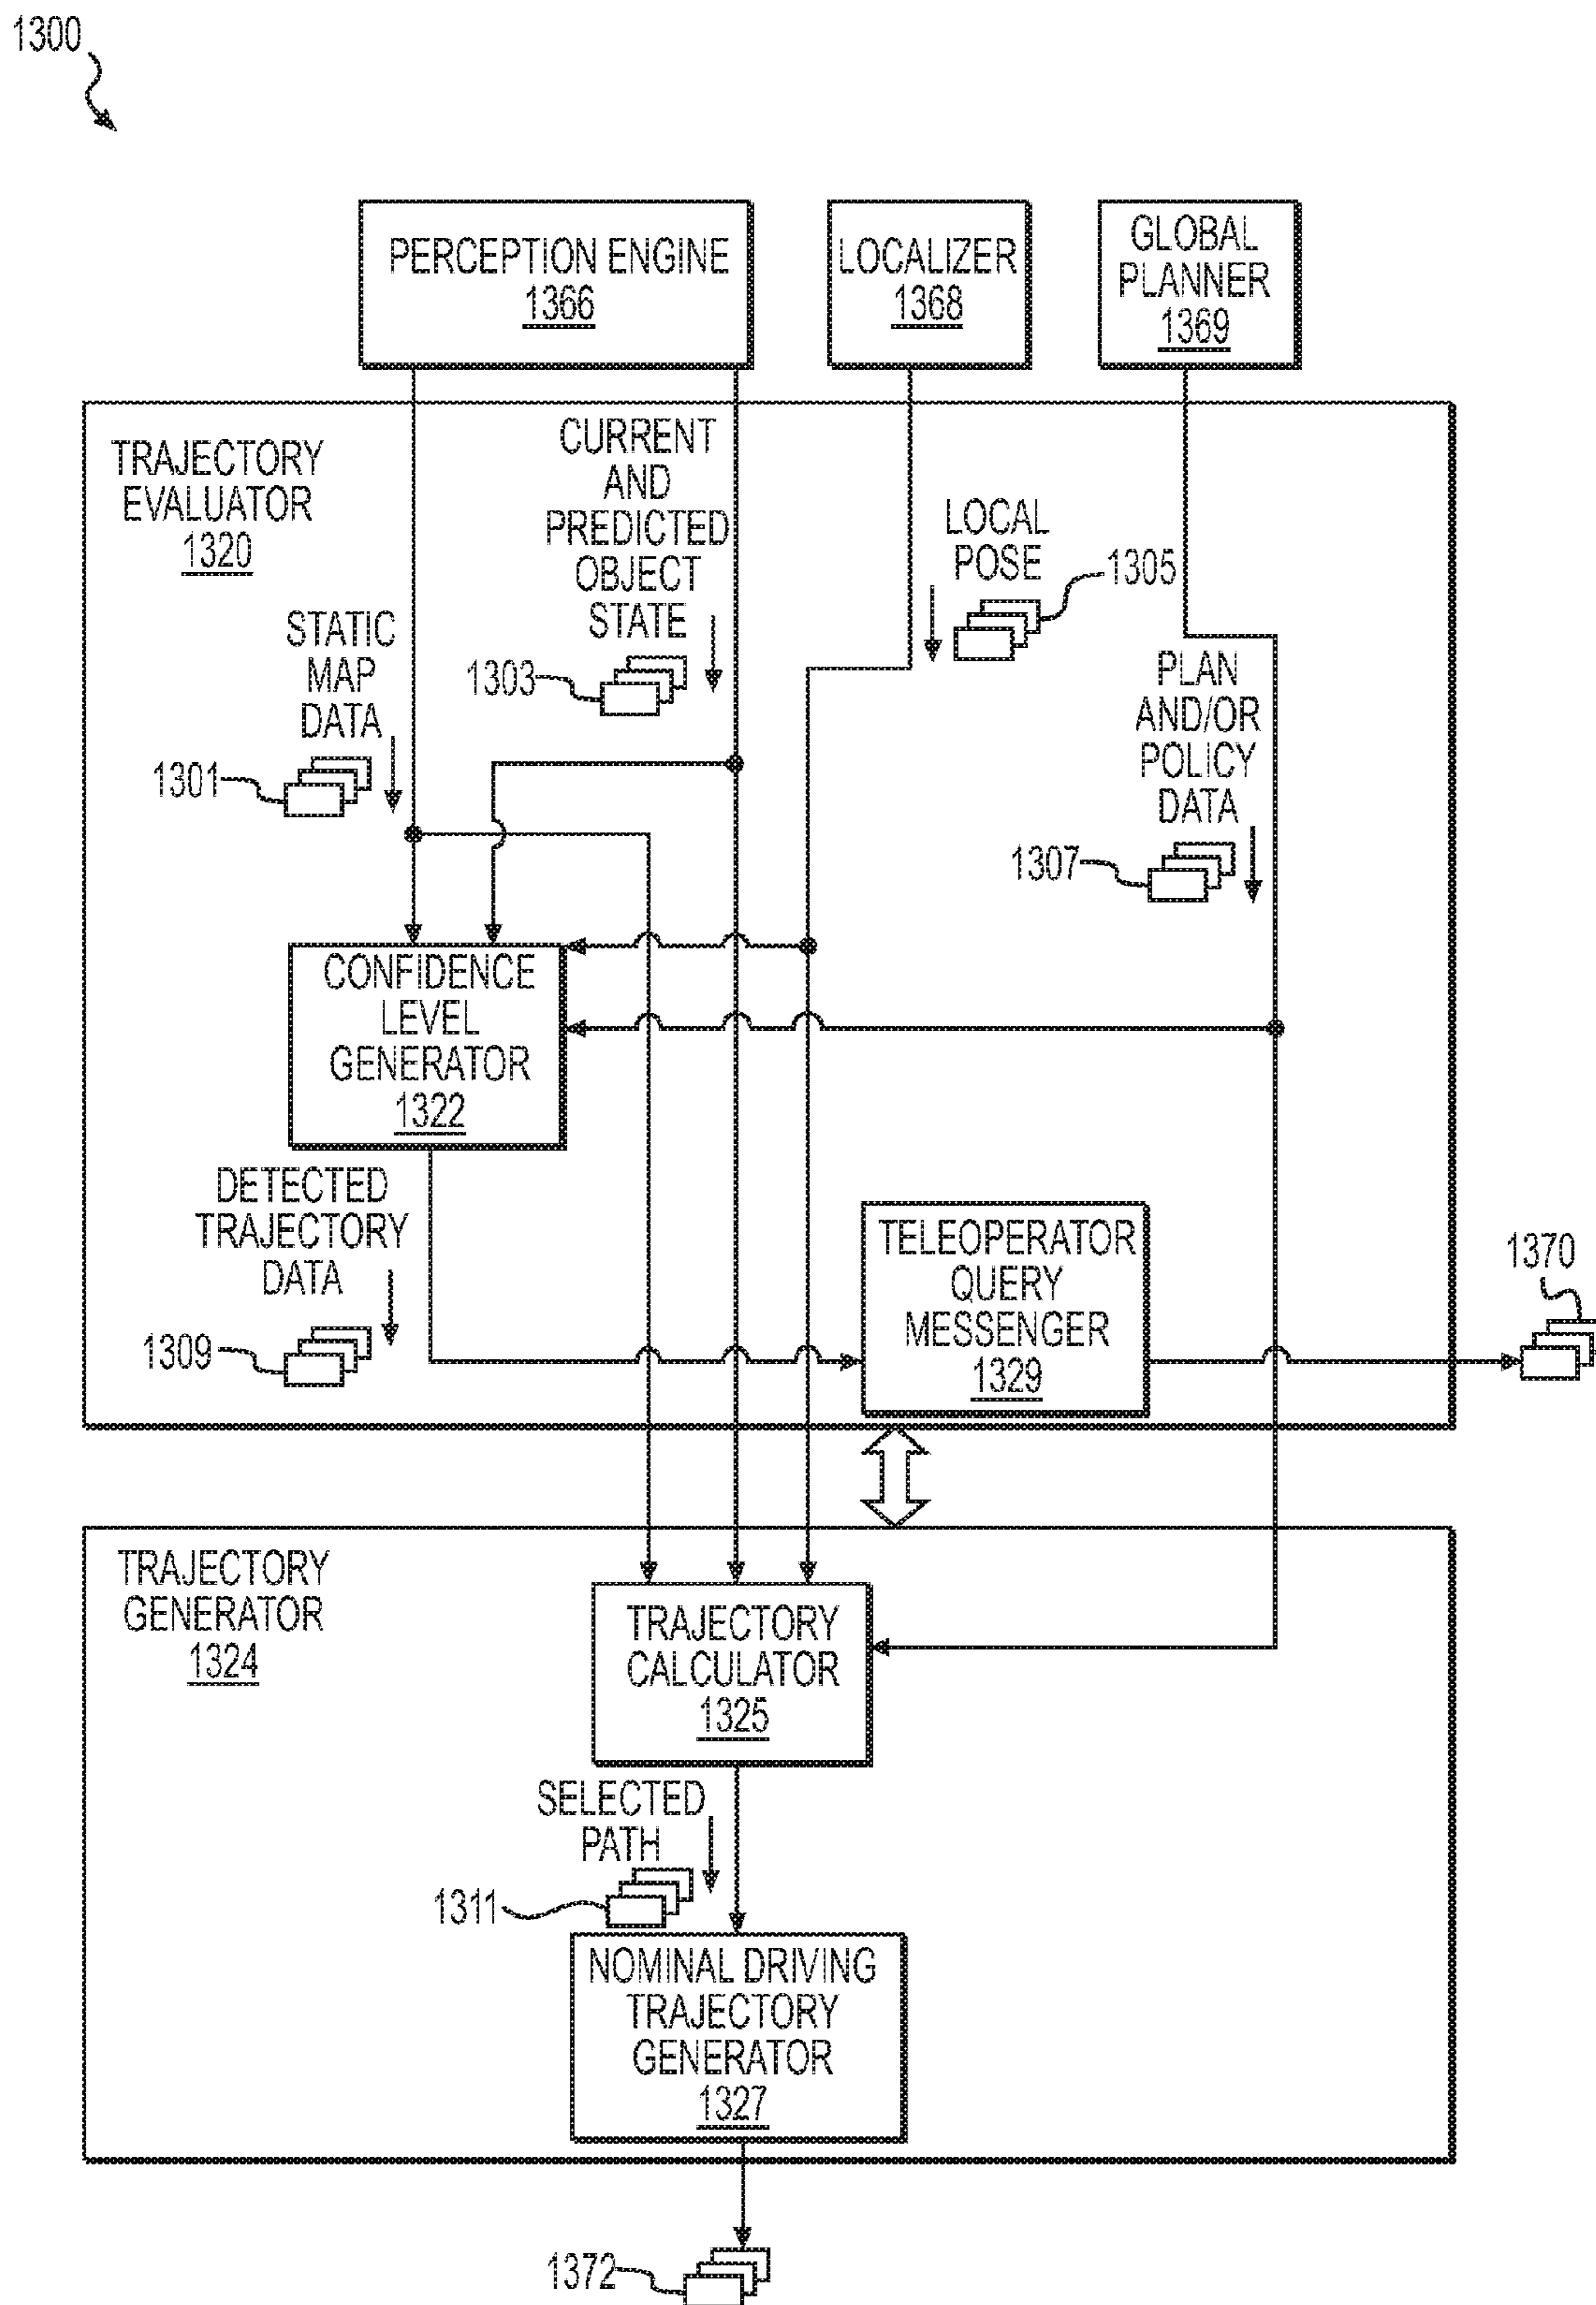 1300
PERCEPTION ENGINE
1366
LOCALIZER
1368
GLOBAL
PLANNER
1369
TRAJECTORY
EVALUATOR
1320
STATIC
MAP
DATA
1301
CURRENT
AND
PREDICTED
OBJECT
STATE
1303
LOCAL
POSE
1305
PLAN
AND/OR
POLICY
DATA
1307
CONFIDENCE
LEVEL
GENERATOR
1322
DETECTED
TRAJECTORY
DATA
1309
TELEOPERATOR
QUERY
MESSENGER
1329
1370
TRAJECTORY
GENERATOR
1324
TRAJECTORY
CALCULATOR
1325
SELECTED
PATH
1311
NOMINAL DRIVING
TRAJECTORY
GENERATOR
1327
1372